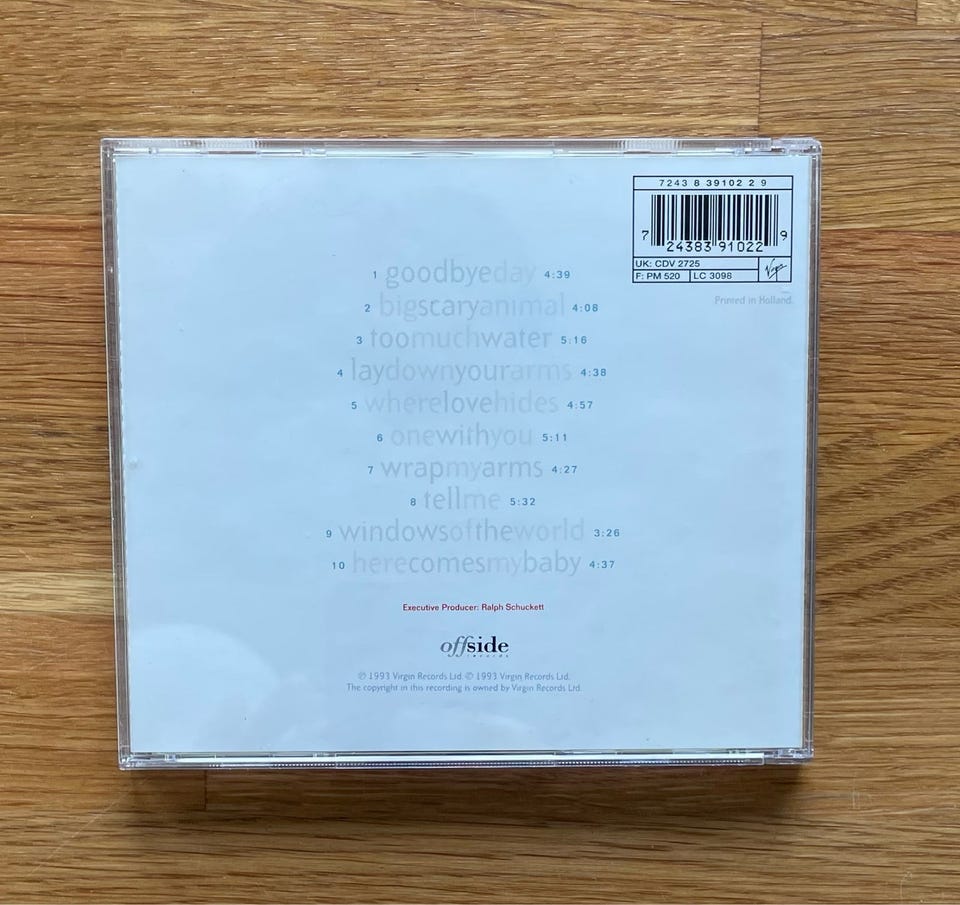 7243 8 39102 2 9
7 24383 91022 9
UK: CDV 2725
F: PM 520 LC 3098 Virgin
Printed in Holland.
1 goodbyeday 4:39
2 bigscaryanimal 4:08
3 toomuchwater 5:16
4 laydownyourarms 4:38
5 wherelovehides 4:57
6 onewithyou 5:11
7 wrapmyarms 4:27
8 tellme 5:32
9 windowsoftheworld 3:26
10 herecomesmybaby 4:37
Executive Producer: Ralph Schuckett
offside
records
℗ 1993 Virgin Records Ltd. © 1993 Virgin Records Ltd.
The copyright in this recording is owned by Virgin Records Ltd.